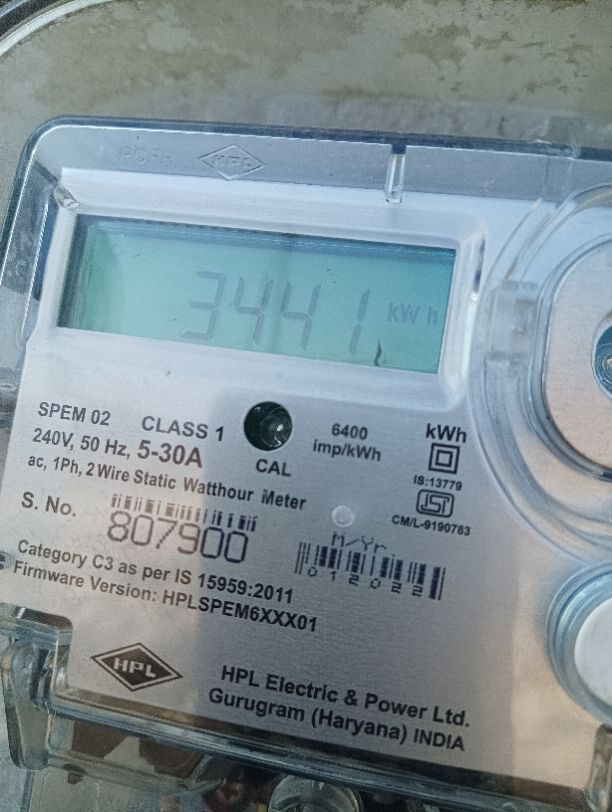 HPL
3441 kWh
SPEM 02 CLASS 1
240V, 50 Hz, 5-30A
ac, 1Ph, 2 Wire Static Watthour Meter
CAL
6400
imp/kWh
kWh
IS:13779
ISI
CM/L-9190783
S. No.
807900
M/Yr.
012022
Category C3 as per IS 15959:2011
Firmware Version: HPLSPEM6XXX01
HPL
HPL Electric & Power Ltd.
Gurugram (Haryana) INDIA